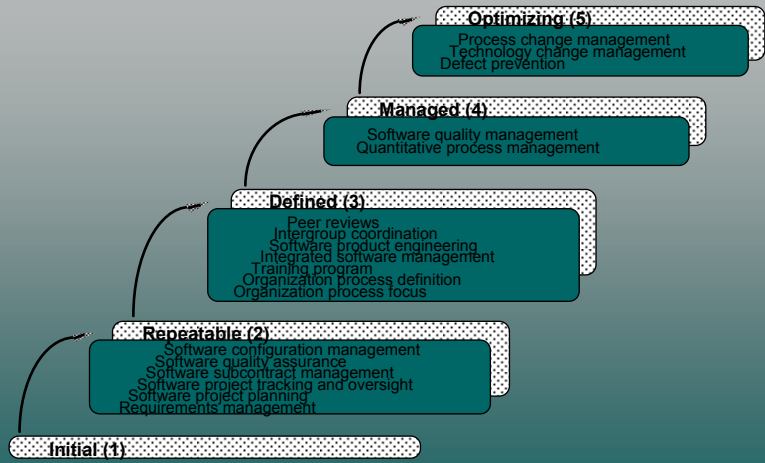 Optimizing (5)
Process change management
Technology change management
Defect prevention
Managed (4)
Software quality management
Quantitative process management
Defined (3)
Peer reviews
Intergroup coordination
Software product engineering
Integrated software management
Training program
Organization process definition
Organization process focus
Repeatable (2)
Software configuration management
Software quality assurance
Software subcontract management
Software project tracking and oversight
Software project planning
Requirements management
Initial (1)